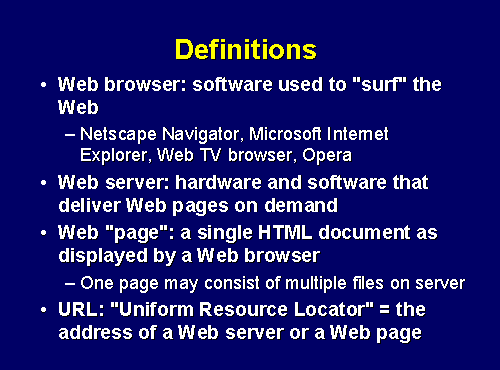 Definitions
• Web browser: software used to "surf" the
Web
– Netscape Navigator, Microsoft Internet
Explorer, Web TV browser, Opera
• Web server: hardware and software that
deliver Web pages on demand
• Web "page": a single HTML document as
displayed by a Web browser
– One page may consist of multiple files on server
• URL: "Uniform Resource Locator" = the
address of a Web server or a Web page